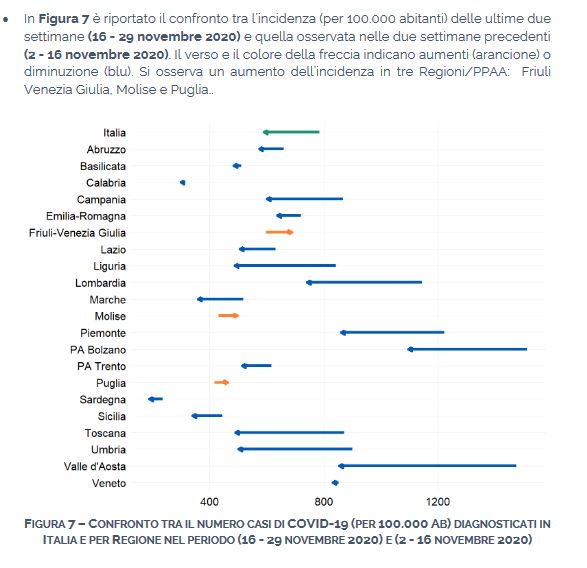 • In Figura 7 è riportato il confronto tra l'incidenza (per 100.000 abitanti) delle ultime due
settimane (16 - 29 novembre 2020) e quella osservata nelle due settimane precedenti
(2 - 16 novembre 2020). Il verso e il colore della freccia indicano aumenti (arancione) o
diminuzione (blu). Si osserva un aumento dell'incidenza in tre Regioni/PPAA: Friuli
Venezia Giulia, Molise e Puglia..
Italia
Abruzzo
Basilicata
Calabria
Campania
Emilia-Romagna
Friuli-Venezia Giulia
Lazio
Liguria
Lombardia
Marche
Molise
Piemonte
PA Bolzano
PA Trento
Puglia
Sardegna
Sicilia
Toscana
Umbria
Valle d'Aosta
Veneto
400 800 1200
FIGURA 7 – CONFRONTO TRA IL NUMERO CASI DI COVID-19 (PER 100.000 AB) DIAGNOSTICATI IN
ITALIA E PER REGIONE NEL PERIODO (16 - 29 NOVEMBRE 2020) E (2 - 16 NOVEMBRE 2020)